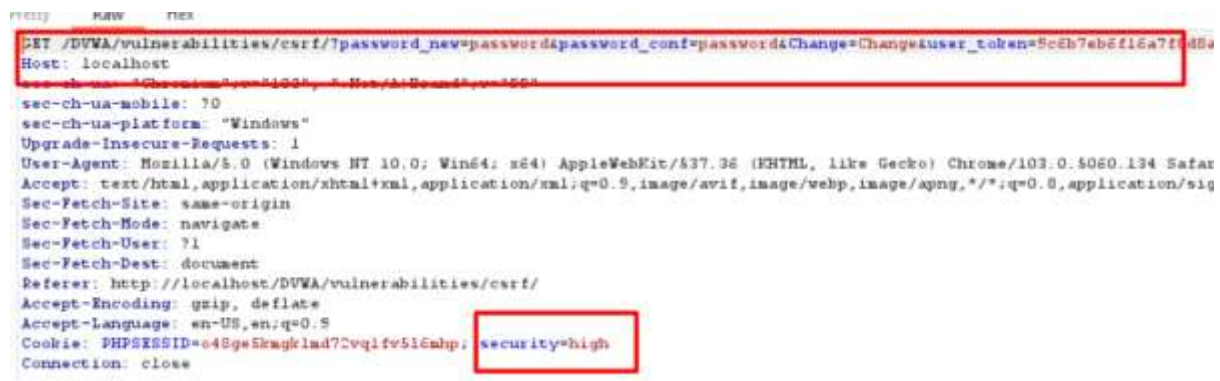 Raw Hex
GET /DVWA/vulnerabilities/csrf/?password_new=password&password_conf=password&Change=Change&user_token=
Host: localhost
sec-ch-ua-mobile: ?0
sec-ch-ua-platform: "Windows"
Upgrade-Insecure-Requests: 1
User-Agent: Mozilla/5.0 (Windows NT 10.0; Win64; x64) AppleWebKit/537.36 (KHTML, like Gecko) Chrome/103.0.5060.134 Safar
Accept: text/html,application/xhtml+xml,application/xml;q=0.9,image/avif,image/webp,image/apng,*/*;q=0.8,application/sig
Sec-Fetch-Site: same-origin
Sec-Fetch-Mode: navigate
Sec-Fetch-User: ?1
Sec-Fetch-Dest: document
Referer: http://localhost/DVWA/vulnerabilities/csrf/
Accept-Encoding: gzip, deflate
Accept-Language: en-US,en;q=0.9
Cookie: PHPSESSID= security=high
Connection: close